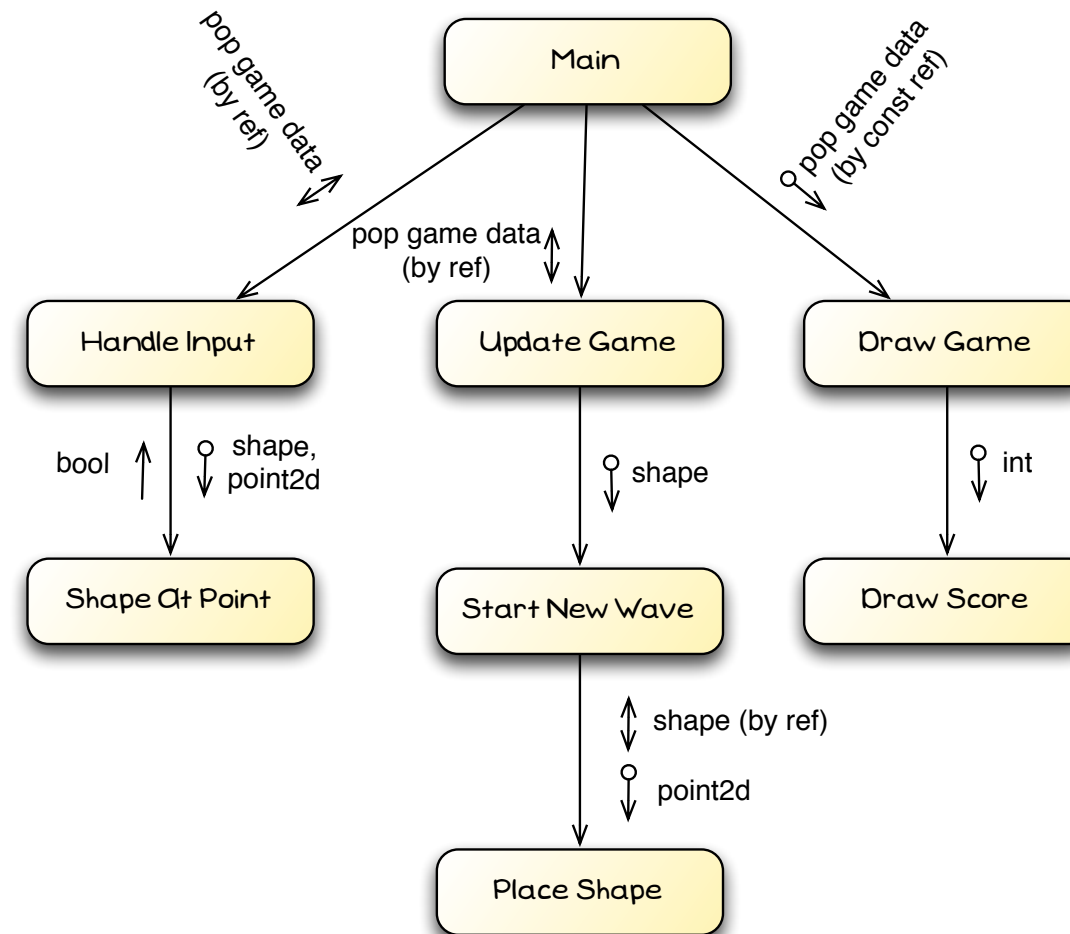 Main
pop game data
(by ref)
pop game data
(by const ref)
pop game data
(by ref)
Handle Input
Update Game
Draw Game
bool
shape,
point2d
shape
int
Shape At Point
Start New Wave
Draw Score
shape (by ref)
point2d
Place Shape